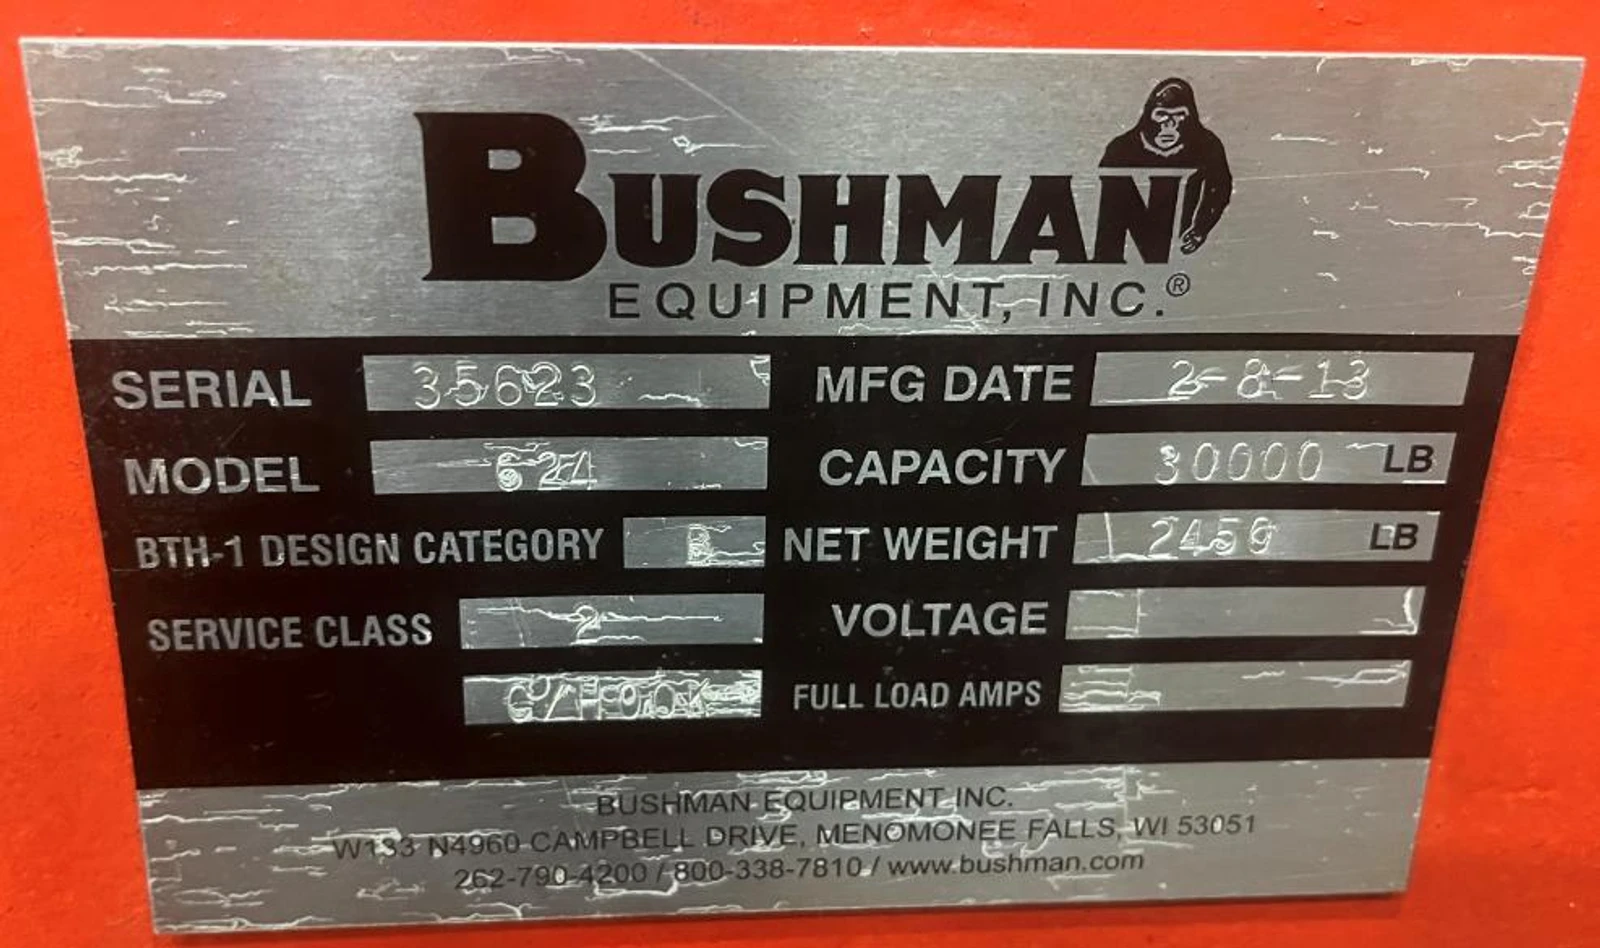 BUSHMAN
EQUIPMENT, INC.®
SERIAL 35623 MFG DATE 2-8-13
MODEL 624 CAPACITY 30000 LB
BTH-1 DESIGN CATEGORY B NET WEIGHT 2459 LB
SERVICE CLASS 2 VOLTAGE
C/HOOK FULL LOAD AMPS
BUSHMAN EQUIPMENT INC.
W133 N4960 CAMPBELL DRIVE, MENOMONEE FALLS, WI 53051
262-790-4200 / 800-338-7810 / www.bushman.com